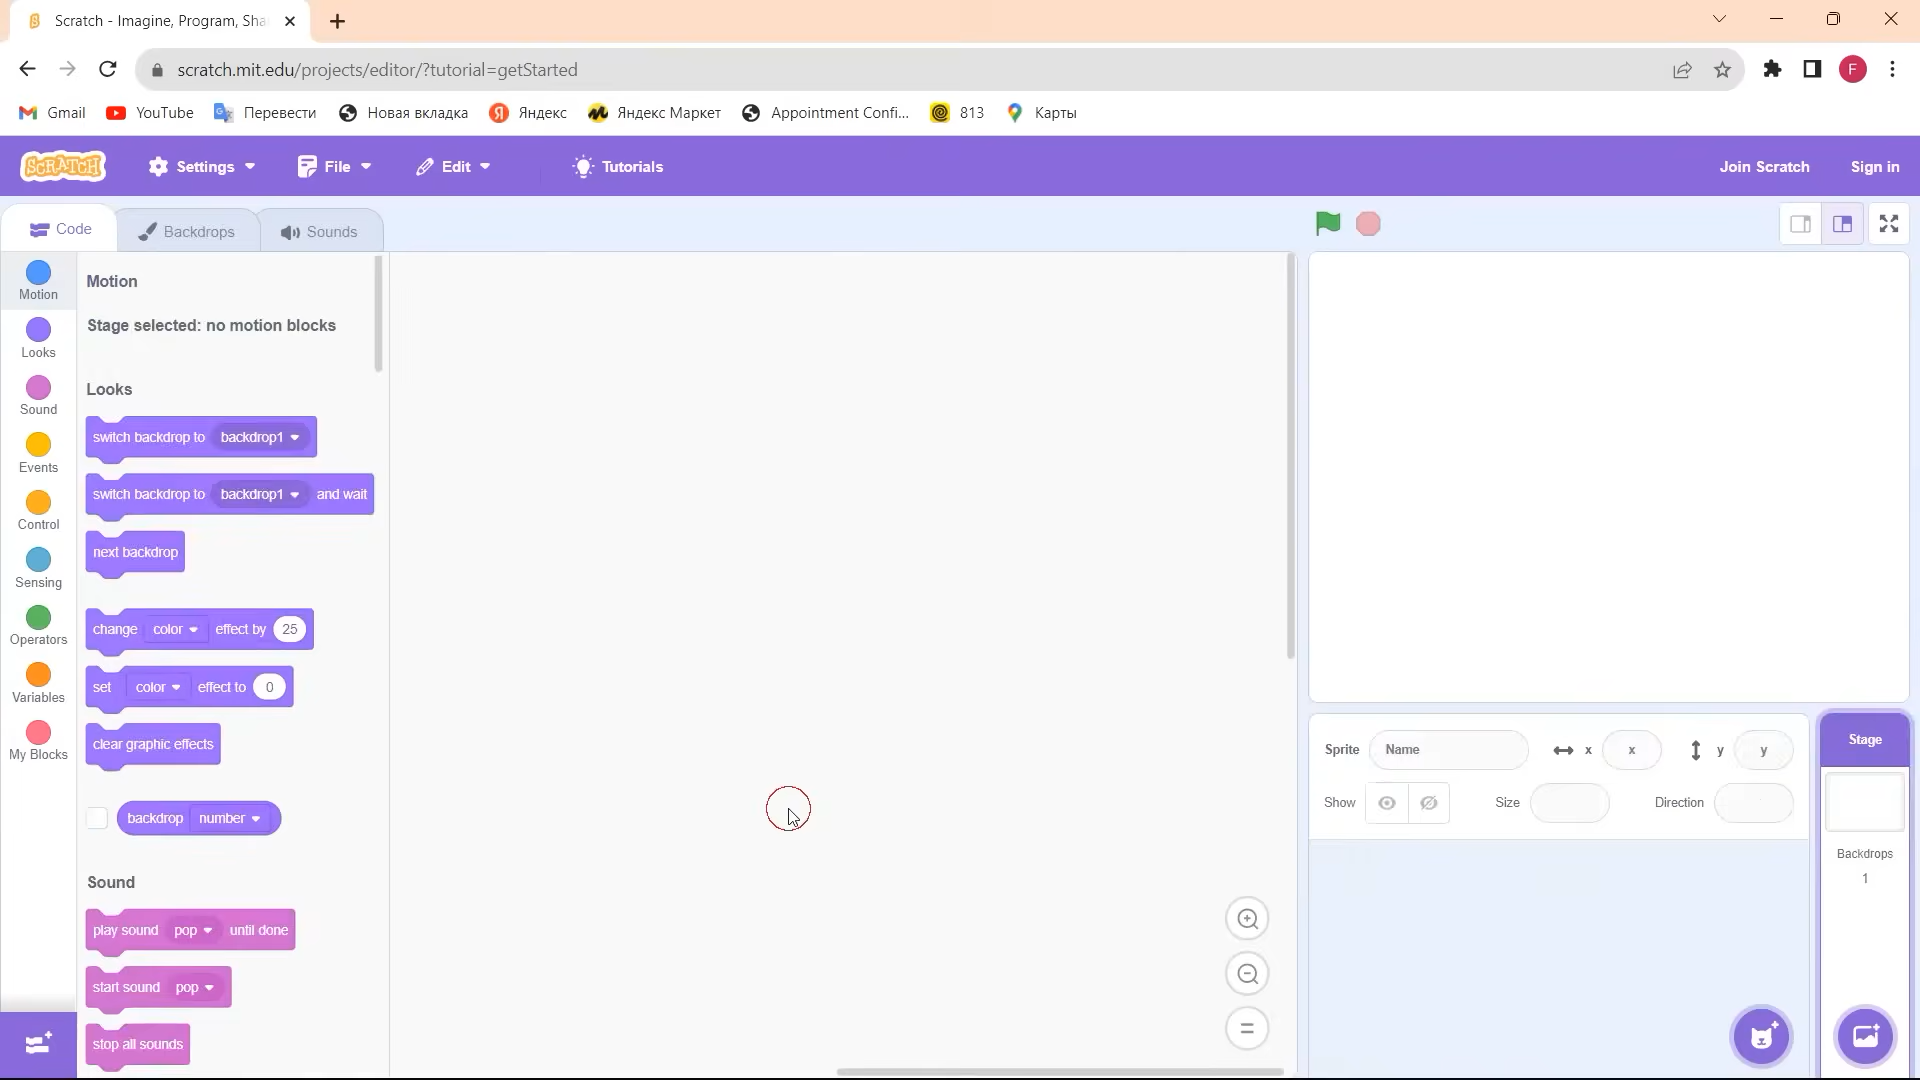 Scratch - Imagine, Program, Sha
scratch.mit.edu/projects/editor/?tutorial=getStarted
F
Gmail YouTube Перевести Новая вкладка Яндекс Яндекс Маркет Appointment Confi... 813 Карты
SCRATCH Settings File Edit Tutorials Join Scratch Sign in
Code Backdrops Sounds
Motion
Looks
Sound
Events
Control
Sensing
Operators
Variables
My Blocks
Motion
Stage selected: no motion blocks
Looks
switch backdrop to backdrop1
switch backdrop to backdrop1 and wait
next backdrop
change color effect by 25
set color effect to 0
clear graphic effects
backdrop number
Sound
play sound pop until done
start sound pop
stop all sounds
Sprite Name x x y y
Show Size Direction
Stage
Backdrops
1